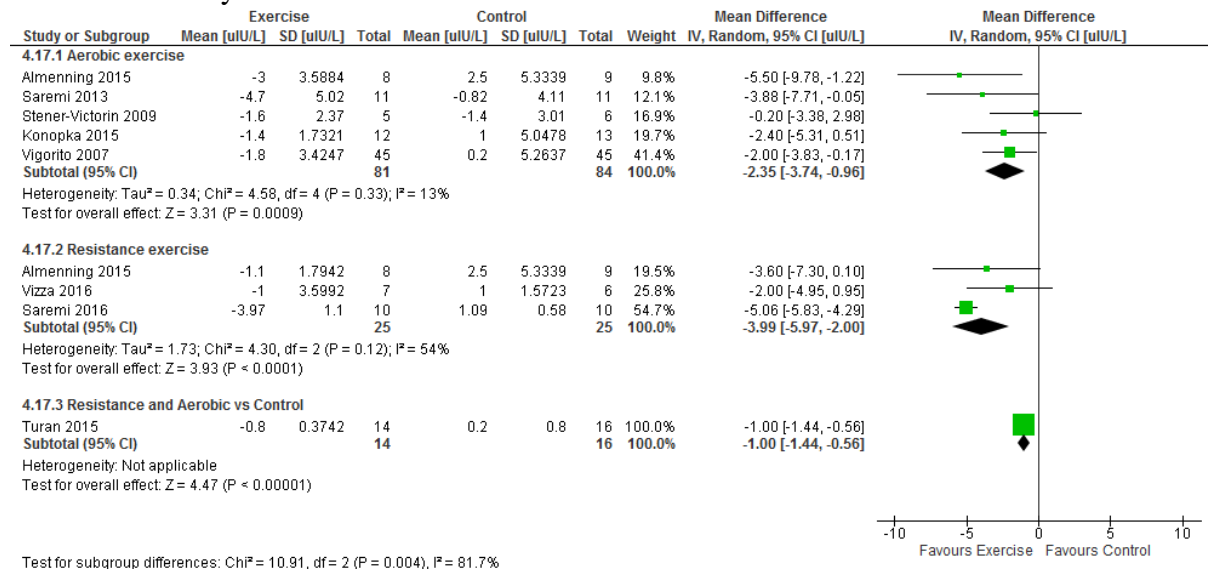 Exercise Control Mean Difference Mean Difference
Study or Subgroup Mean [uIU/L] SD [uIU/L] Total Mean [uIU/L] SD [uIU/L] Total Weight IV, Random, 95% CI [uIU/L] IV, Random, 95% CI [uIU/L]
4.17.1 Aerobic exercise
Almenning 2015 -3 3.5884 8 2.5 5.3339 9 9.8% -5.50 [-9.78, -1.22]
Saremi 2013 -4.7 5.02 11 -0.82 4.11 11 12.1% -3.88 [-7.71, -0.05]
Stener-Victorin 2009 -1.6 2.37 5 -1.4 3.01 6 16.9% -0.20 [-3.38, 2.98]
Konopka 2015 -1.4 1.7321 12 1 5.0478 13 19.7% -2.40 [-5.31, 0.51]
Vigorito 2007 -1.8 3.4247 45 0.2 5.2637 45 41.4% -2.00 [-3.83, -0.17]
Subtotal (95% CI) 81 84 100.0% -2.35 [-3.74, -0.96]
Heterogeneity: Tau² = 0.34; Chi² = 4.58, df = 4 (P = 0.33); I² = 13%
Test for overall effect: Z = 3.31 (P = 0.0009)
4.17.2 Resistance exercise
Almenning 2015 -1.1 1.7942 8 2.5 5.3339 9 19.5% -3.60 [-7.30, 0.10]
Vizza 2016 -1 3.5992 7 1 1.5723 6 25.8% -2.00 [-4.95, 0.95]
Saremi 2016 -3.97 1.1 10 1.09 0.58 10 54.7% -5.06 [-5.83, -4.29]
Subtotal (95% CI) 25 25 100.0% -3.99 [-5.97, -2.00]
Heterogeneity: Tau² = 1.73; Chi² = 4.30, df = 2 (P = 0.12); I² = 54%
Test for overall effect: Z = 3.93 (P < 0.0001)
4.17.3 Resistance and Aerobic vs Control
Turan 2015 -0.8 0.3742 14 0.2 0.8 16 100.0% -1.00 [-1.44, -0.56]
Subtotal (95% CI) 14 16 100.0% -1.00 [-1.44, -0.56]
Heterogeneity: Not applicable
Test for overall effect: Z = 4.47 (P < 0.00001)
-10 -5 0 5 10
Favours Exercise Favours Control
Test for subgroup differences: Chi² = 10.91, df = 2 (P = 0.004), I² = 81.7%